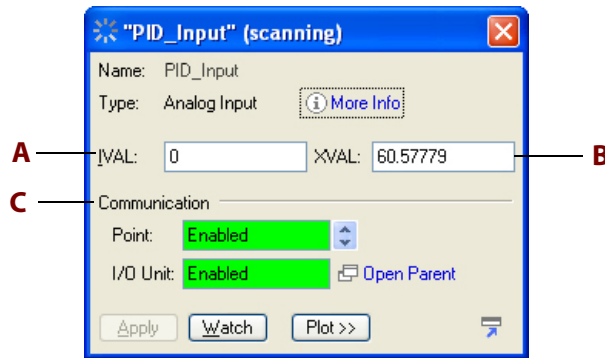 "PID_Input" (scanning)
Name: PID_Input
Type: Analog Input More Info
A IVAL: 0 XVAL: 60.57779 B
C Communication
Point: Enabled
I/O Unit: Enabled Open Parent
Apply Watch Plot >>